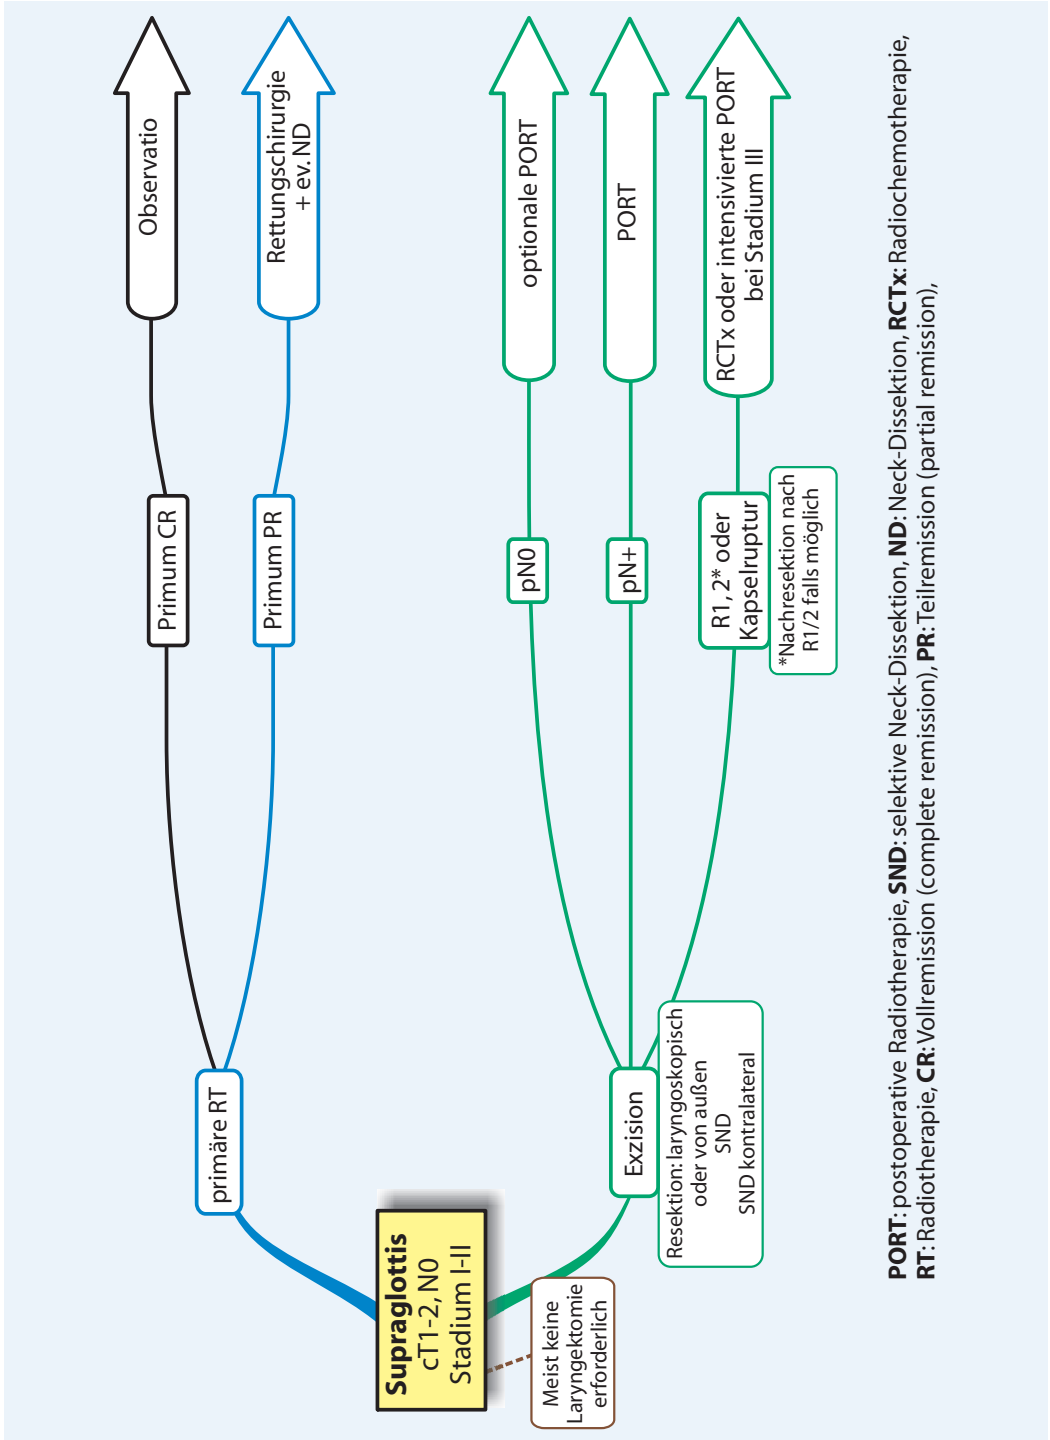 Supraglottis
cT1-2, N0
Stadium I-II
Meist keine
Laryngektomie
erforderlich
primäre RT
Primum CR
Observatio
Primum PR
Rettungschirurgie
+ ev. ND
Exzision
Resektion: laryngoskopisch
oder von außen
SND
SND kontralateral
pN0
optionale PORT
pN+
PORT
R1, 2* oder
Kapselruptur
*Nachresektion nach
R1/2 falls möglich
RCTx oder intensivierte PORT
bei Stadium III
PORT: postoperative Radiotherapie, SND: selektive Neck-Dissektion, ND: Neck-Dissektion, RCTx: Radiochemotherapie,
RT: Radiotherapie, CR: Vollremission (complete remission), PR: Teilremission (partial remission),